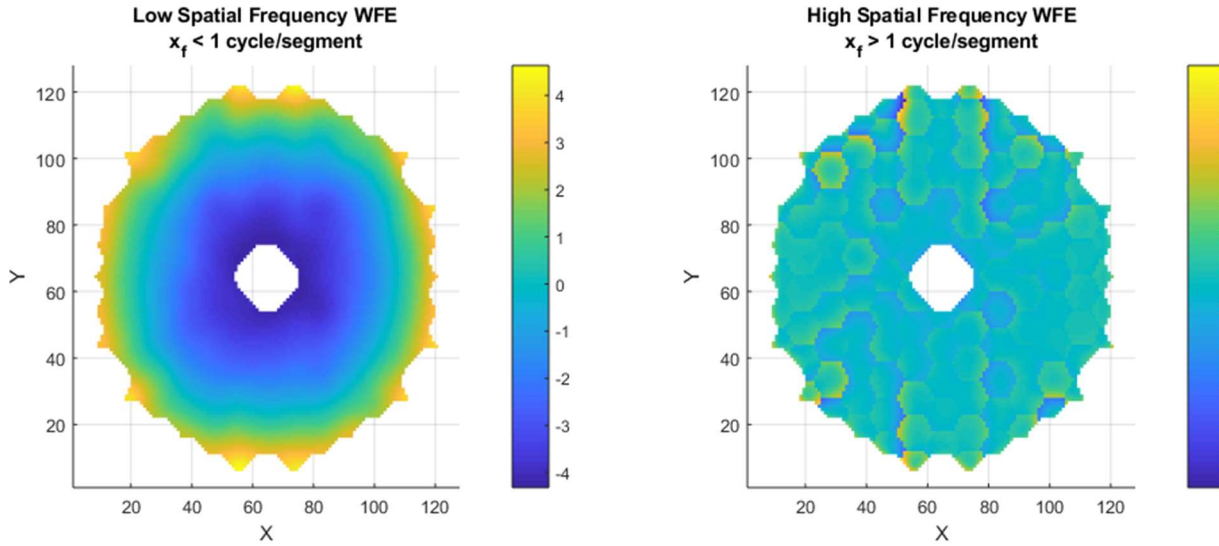 Low Spatial Frequency WFE
x_f < 1 cycle/segment
120
100
80
60
40
20
Y
20 40 60 80 100 120
X
4
3
2
1
0
-1
-2
-3
-4
High Spatial Frequency WFE
x_f > 1 cycle/segment
120
100
80
60
40
20
Y
20 40 60 80 100 120
X